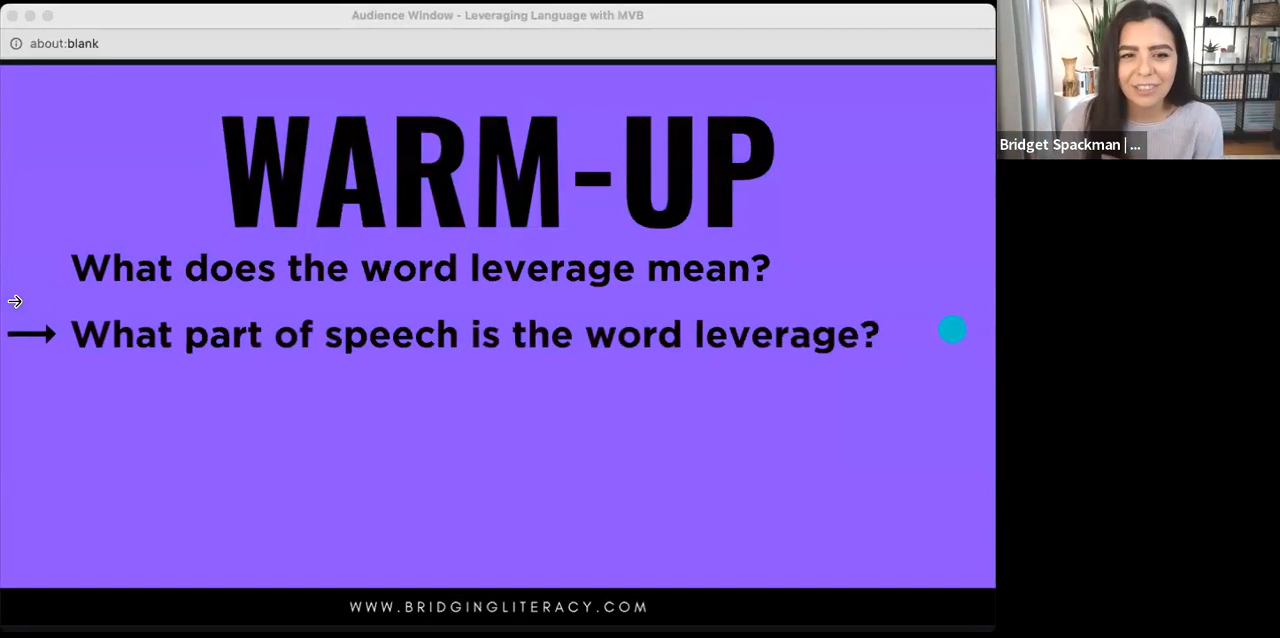 Audience Window - Leveraging Language with MVB
about:blank
WARM-UP
What does the word leverage mean?
What part of speech is the word leverage?
WWW.BRIDGINGLITERACY.COM
Bridget Spackman | ...